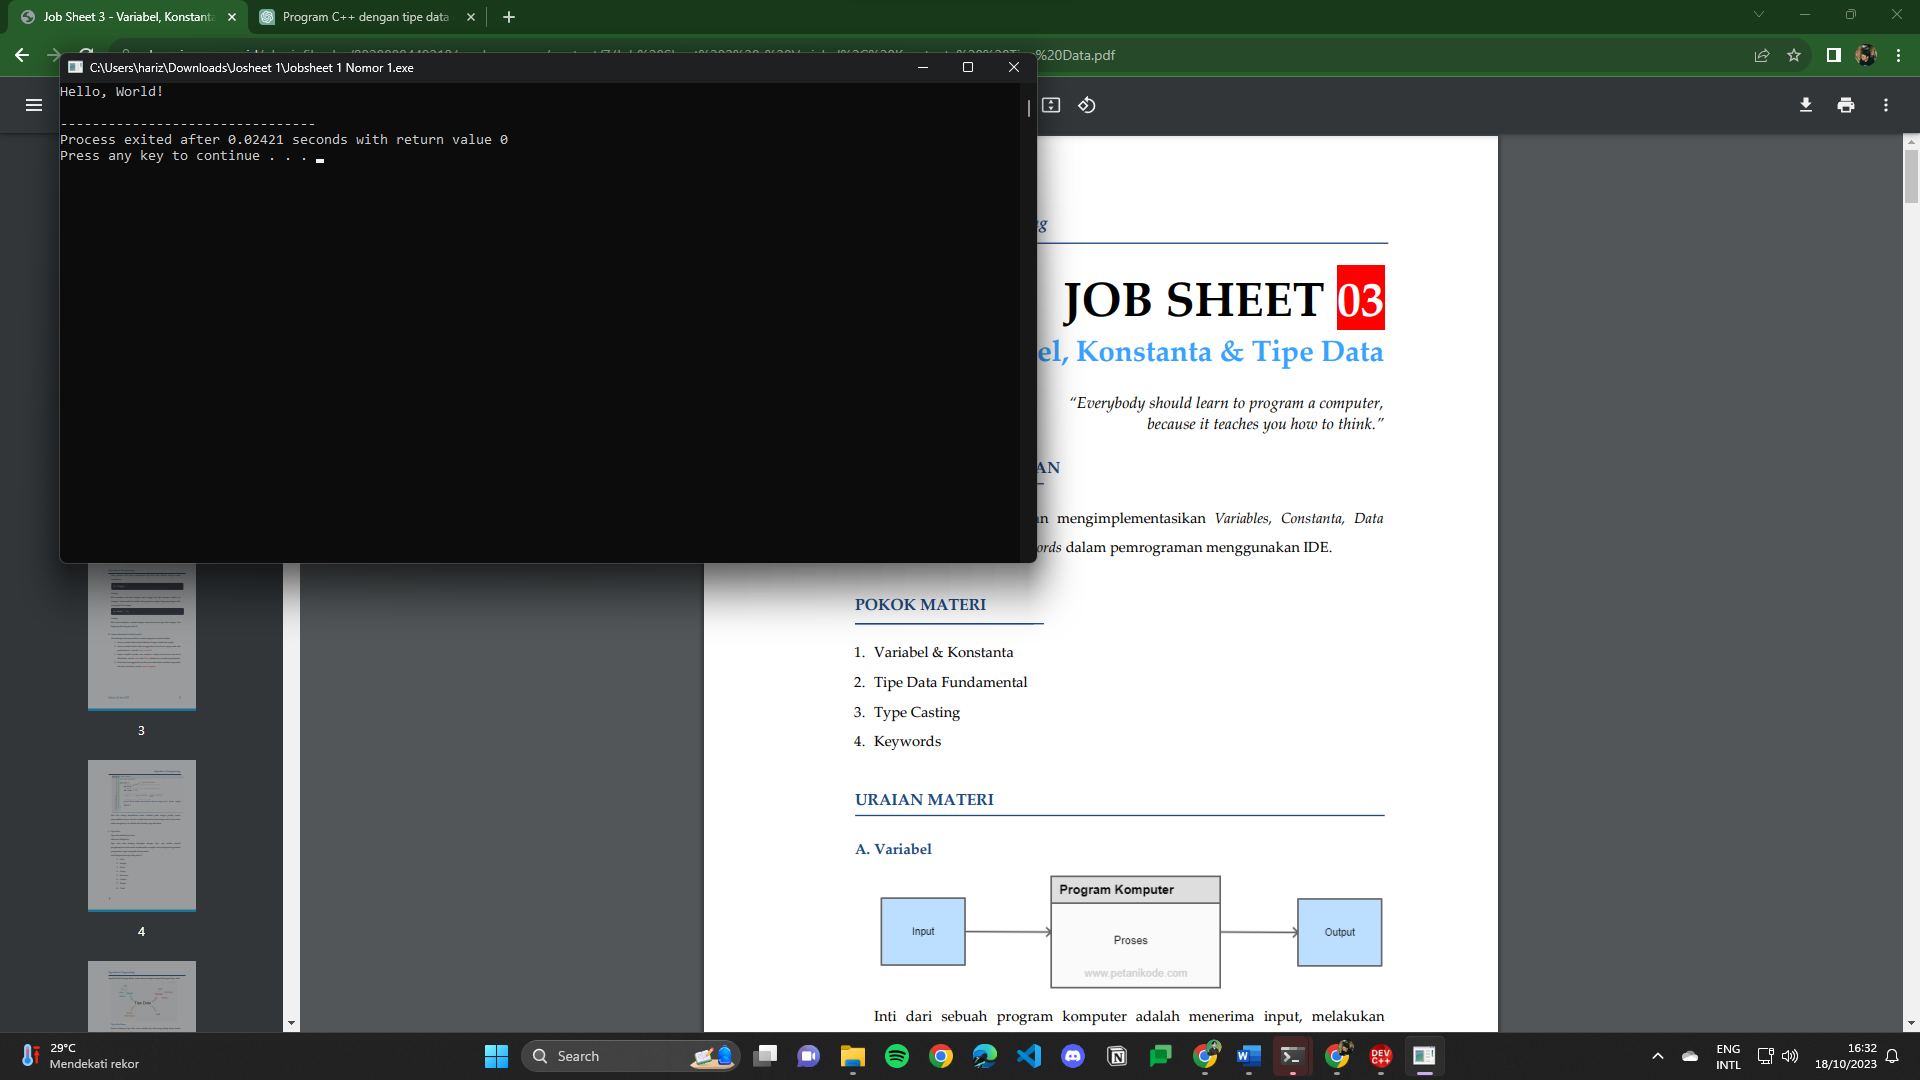 Job Sheet 3 - Variabel, Konstanta
Program C++ dengan tipe data
%20Data.pdf
C:\Users\hariz\Downloads\Josheet 1\Jobsheet 1 Nomor 1.exe
Hello, World!
--------------------------------
Process exited after 0.02421 seconds with return value 0
Press any key to continue . . .
JOB SHEET 03
el, Konstanta & Tipe Data
“Everybody should learn to program a computer,
because it teaches you how to think.”
AN
n mengimplementasikan Variables, Constanta, Data
ords dalam pemrograman menggunakan IDE.
POKOK MATERI
1. Variabel & Konstanta
2. Tipe Data Fundamental
3. Type Casting
4. Keywords
URAIAN MATERI
A. Variabel
Program Komputer
Input
Proses
Output
www.petanikode.com
Inti dari sebuah program komputer adalah menerima input, melakukan
3
4
Tipe Data
29°C
Mendekati rekor
Search
DEV C++
ENG
INTL
16:32
18/10/2023